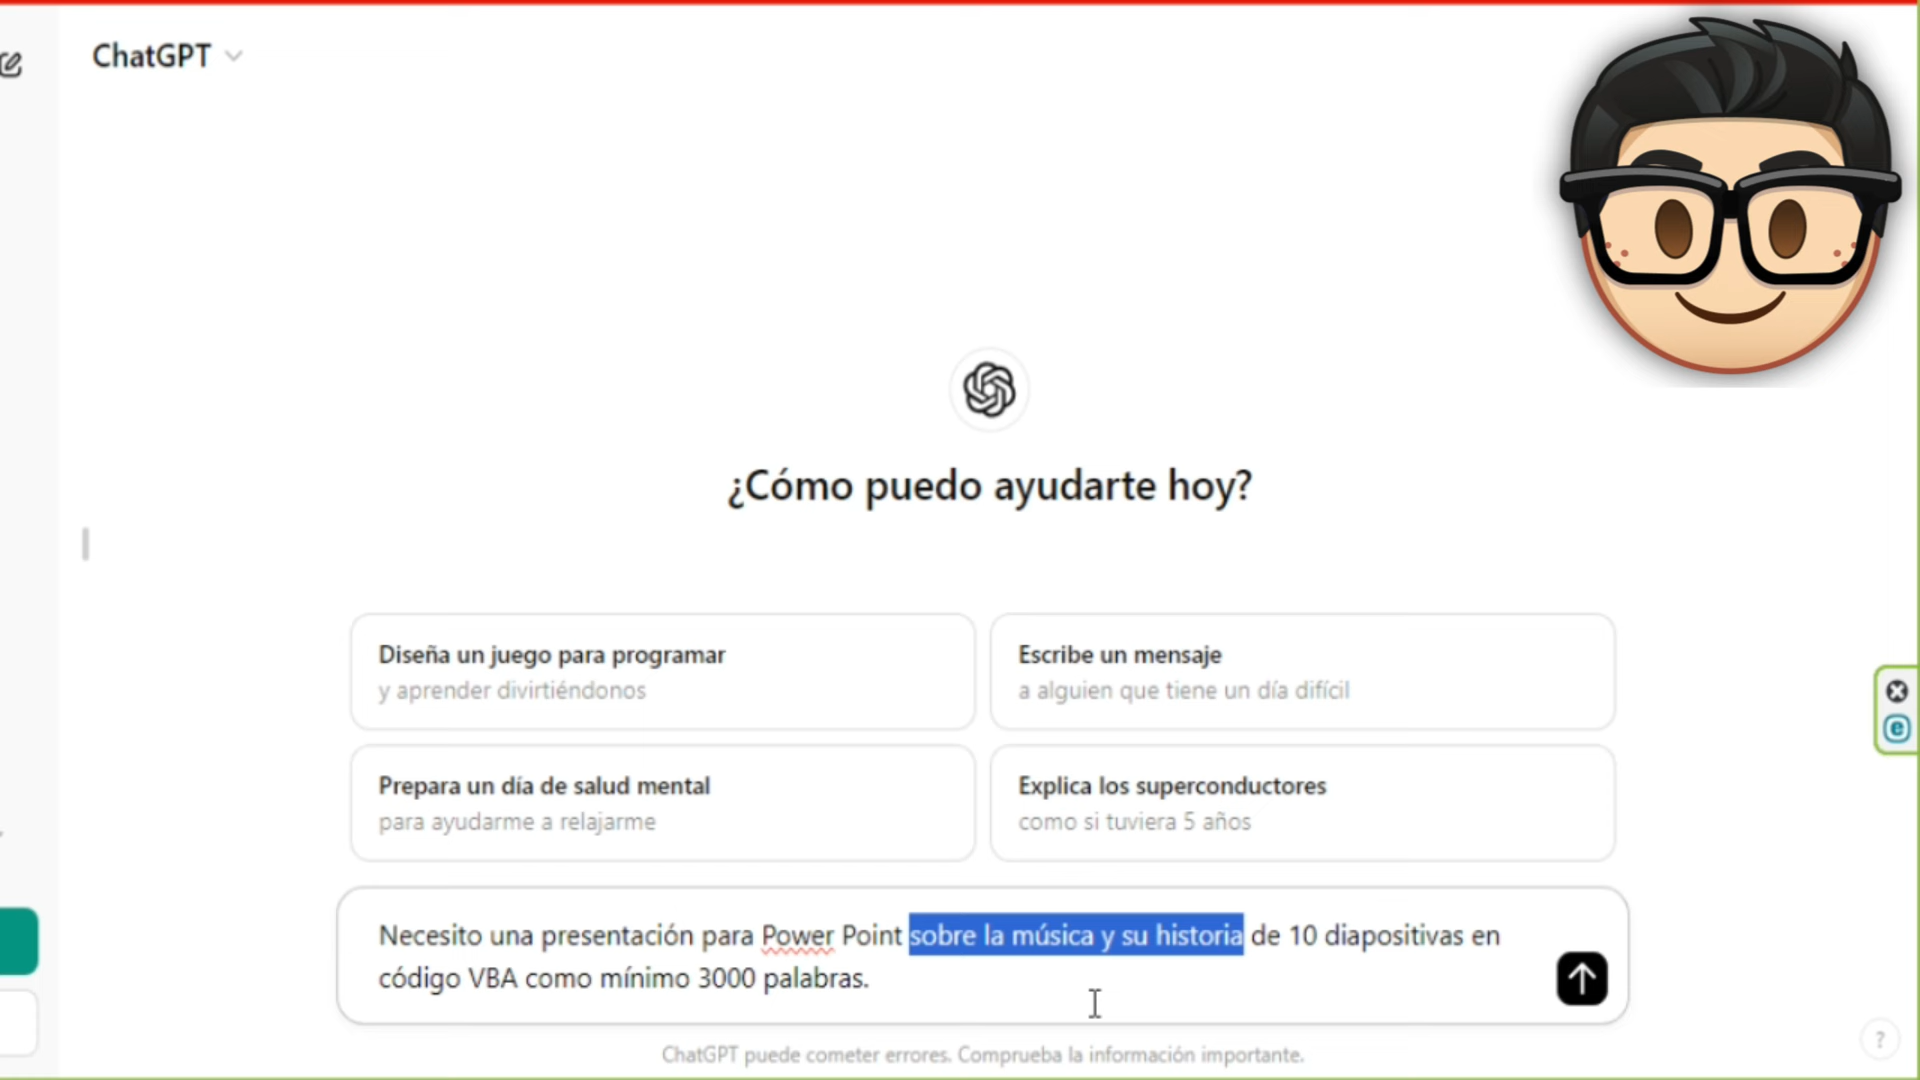 ChatGPT
¿Cómo puedo ayudarte hoy?
Diseña un juego para programar
y aprender divirtiéndonos
Escribe un mensaje
a alguien que tiene un día difícil
Prepara un día de salud mental
para ayudarme a relajarme
Explica los superconductores
como si tuviera 5 años
Necesito una presentación para Power Point sobre la música y su historia de 10 diapositivas en
código VBA como mínimo 3000 palabras.
ChatGPT puede cometer errores. Comprueba la información importante.
?